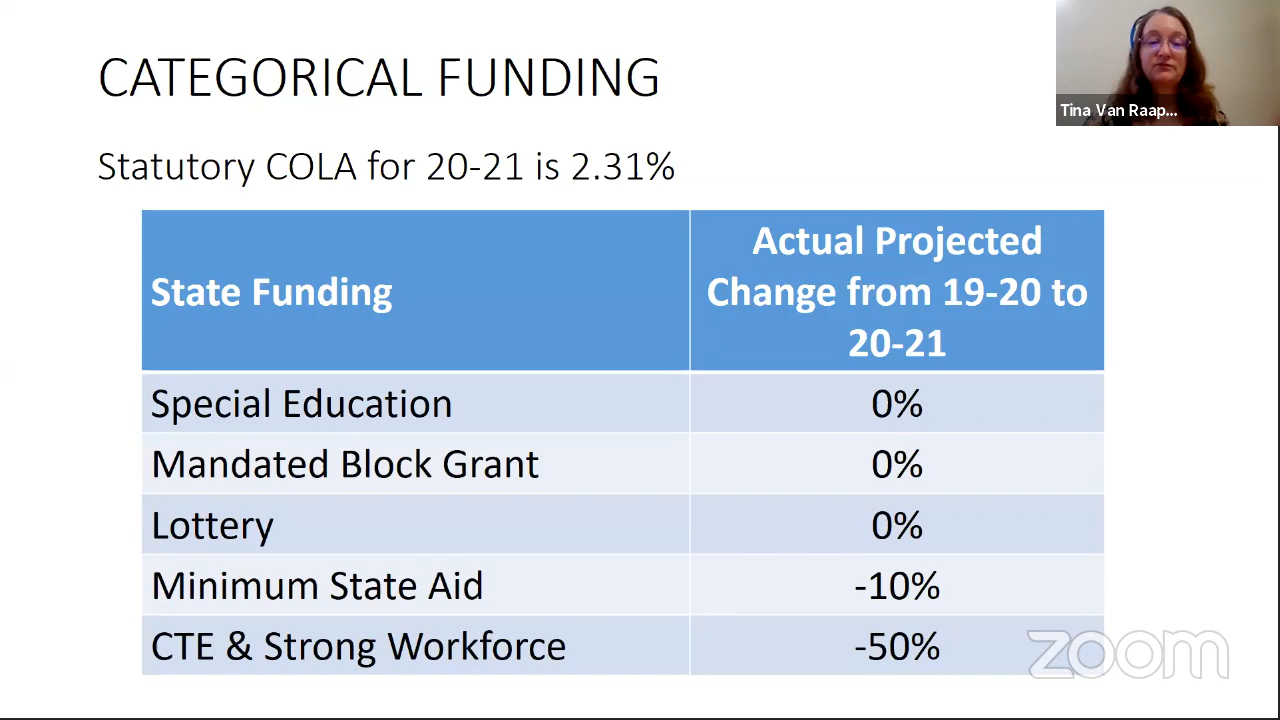 CATEGORICAL FUNDING
Tina Van Raap...
Statutory COLA for 20-21 is 2.31%
State Funding
Actual Projected
Change from 19-20 to
20-21
Special Education 0%
Mandated Block Grant 0%
Lottery 0%
Minimum State Aid -10%
CTE & Strong Workforce -50%
zoom